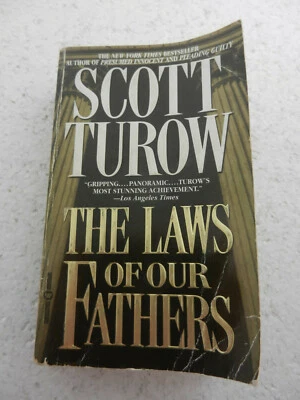 THE NEW YORK TIMES BESTSELLING
AUTHOR OF PRESUMED INNOCENT AND PLEADING GUILTY
SCOTT
TUROW
"GRIPPING....PANORAMIC....TUROW'S
MOST STUNNING ACHIEVEMENT."
—Los Angeles Times
THE LAWS
OF OUR
FATHERS